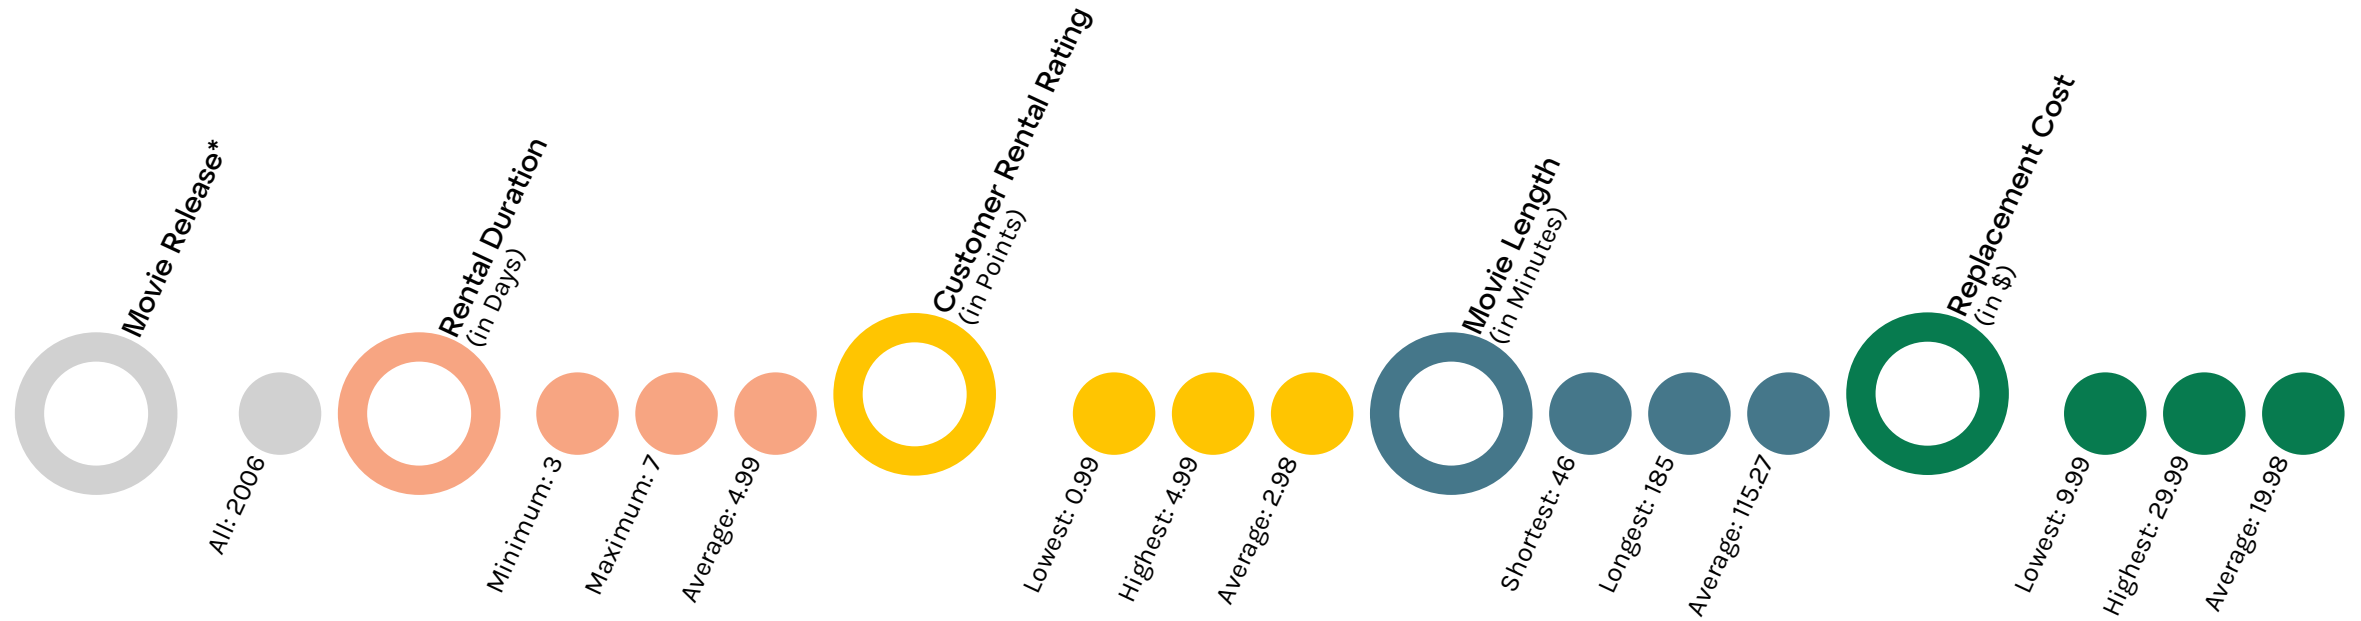 Movie Release*
All: 2006
Rental Duration
(in Days)
Minimum: 3
Maximum: 7
Average: 4.99
Customer Rental Rating
(in Points)
Lowest: 0.99
Highest: 4.99
Average: 2.98
Movie Length
(in Minutes)
Shortest: 46
Longest: 185
Average: 115.27
Replacement Cost
(in $)
Lowest: 9.99
Highest: 29.99
Average: 19.98